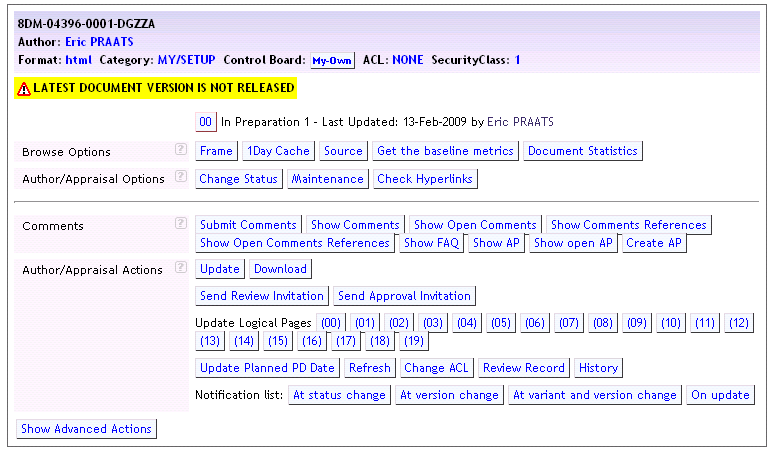 8DM-04396-0001-DGZZA
Author: Eric PRAATS
Format: html Category: MY/SETUP Control Board: My-Own ACL: NONE SecurityClass: 1
LATEST DOCUMENT VERSION IS NOT RELEASED
00 In Preparation 1 - Last Updated: 13-Feb-2009 by Eric PRAATS
Browse Options ? Frame 1Day Cache Source Get the baseline metrics Document Statistics
Author/Appraisal Options ? Change Status Maintenance Check Hyperlinks
Comments ? Submit Comments Show Comments Show Open Comments Show Comments References
Show Open Comments References Show FAQ Show AP Show open AP Create AP
Author/Appraisal Actions ? Update Download
Send Review Invitation Send Approval Invitation
Update Logical Pages (00) (01) (02) (03) (04) (05) (06) (07) (08) (09) (10) (11) (12)
(13) (14) (15) (16) (17) (18) (19)
Update Planned PD Date Refresh Change ACL Review Record History
Notification list: At status change At version change At variant and version change On update
Show Advanced Actions